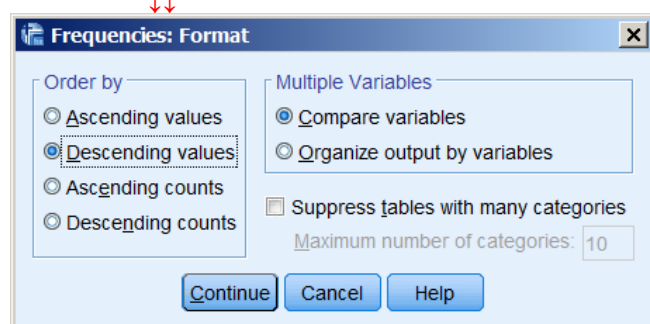 Frequencies: Format
Order by
Ascending values
Descending values
Ascending counts
Descending counts
Multiple Variables
Compare variables
Organize output by variables
Suppress tables with many categories
Maximum number of categories: 10
Continue Cancel Help